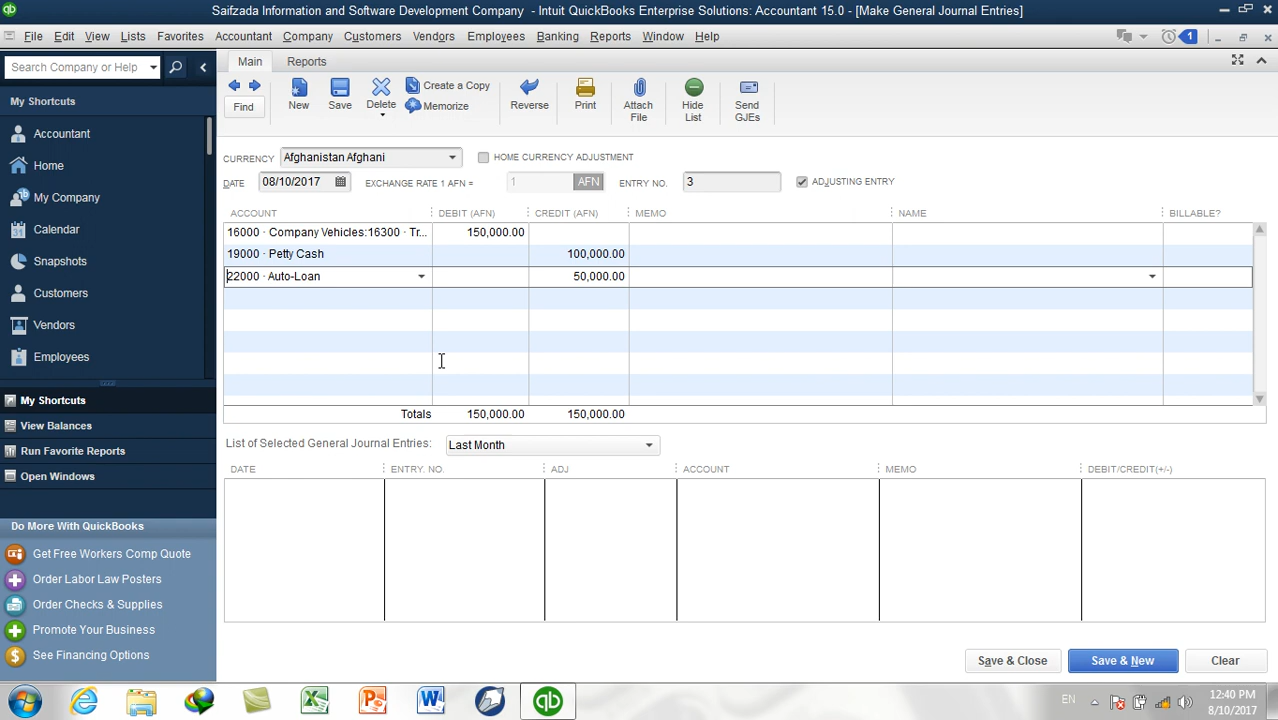 Saifzada Information and Software Development Company - Intuit QuickBooks Enterprise Solutions: Accountant 15.0 - [Make General Journal Entries]
File Edit View Lists Favorites Accountant Company Customers Vendors Employees Banking Reports Window Help 1
Search Company or Help
My Shortcuts
Accountant
Home
My Company
Calendar
Snapshots
Customers
Vendors
Employees
My Shortcuts
View Balances
Run Favorite Reports
Open Windows
Do More With QuickBooks
Get Free Workers Comp Quote
Order Labor Law Posters
Order Checks & Supplies
Promote Your Business
See Financing Options
Main Reports
Find
New
Save
Delete
Create a Copy
Memorize
Reverse
Print
Attach File
Hide List
Send GJEs
CURRENCY Afghanistan Afghani HOME CURRENCY ADJUSTMENT
DATE 08/10/2017 EXCHANGE RATE 1 AFN = 1 AFN ENTRY NO. 3 ADJUSTING ENTRY
ACCOUNT DEBIT (AFN) CREDIT (AFN) MEMO NAME BILLABLE?
16000 · Company Vehicles:16300 · Tr... 150,000.00
19000 · Petty Cash 100,000.00
22000 · Auto-Loan 50,000.00
Totals 150,000.00 150,000.00
List of Selected General Journal Entries: Last Month
DATE ENTRY. NO. ADJ ACCOUNT MEMO DEBIT/CREDIT(+/-)
Save & Close Save & New Clear
EN 12:40 PM
8/10/2017